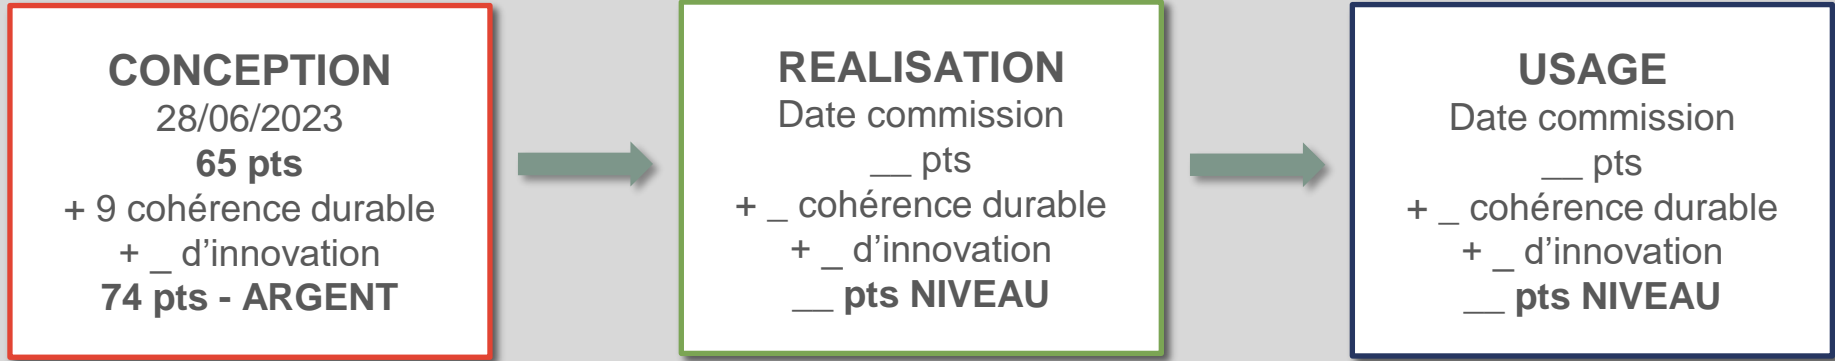 CONCEPTION
28/06/2023
65 pts
+ 9 cohérence durable
+ _ d’innovation
74 pts - ARGENT
REALISATION
Date commission
__ pts
+ _ cohérence durable
+ _ d’innovation
__ pts NIVEAU
USAGE
Date commission
__ pts
+ _ cohérence durable
+ _ d’innovation
__ pts NIVEAU